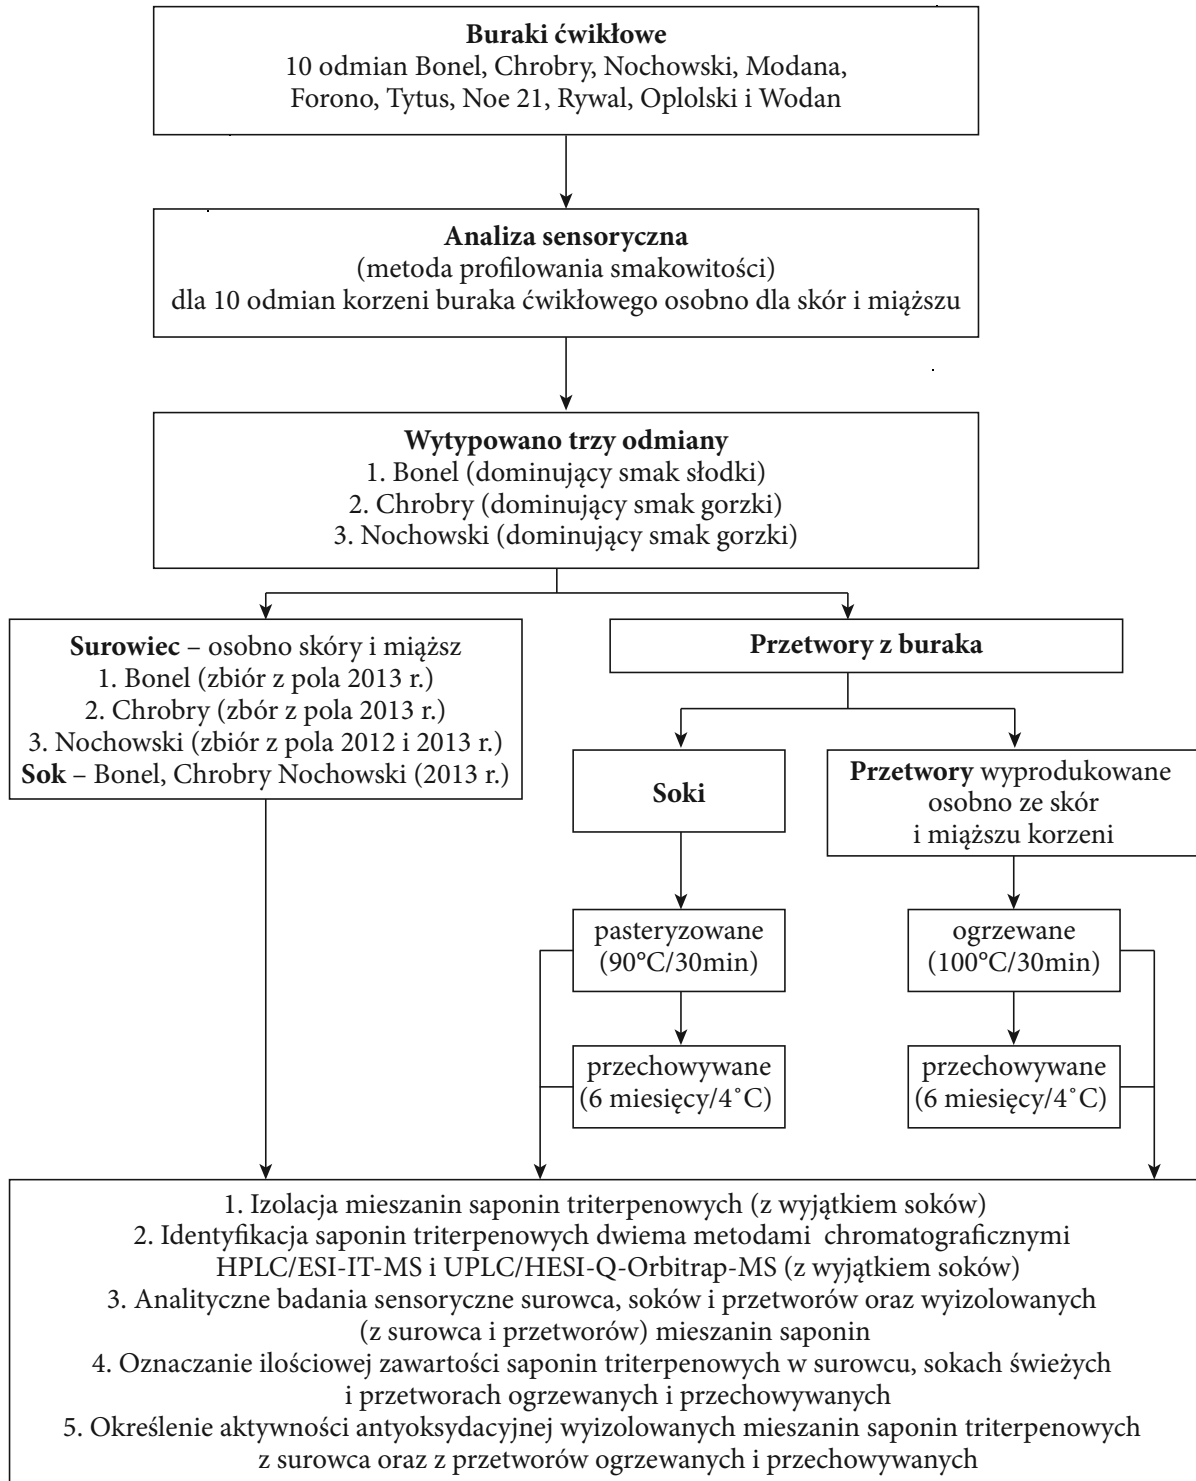 Buraki ćwikłowe
10 odmian Bonel, Chrobry, Nochowski, Modana,
Forono, Tytus, Noe 21, Rywal, Oplolski i Wodan
Analiza sensoryczna
(metoda profilowania smakowitości)
dla 10 odmian korzeni buraka ćwikłowego osobno dla skór i miąższu
Wytypowano trzy odmiany
1. Bonel (dominujący smak słodki)
2. Chrobry (dominujący smak gorzki)
3. Nochowski (dominujący smak gorzki)
Surowiec – osobno skóry i miąższ
1. Bonel (zbiór z pola 2013 r.)
2. Chrobry (zbór z pola 2013 r.)
3. Nochowski (zbiór z pola 2012 i 2013 r.)
Sok – Bonel, Chrobry Nochowski (2013 r.)
Przetwory z buraka
Soki
Przetwory wyprodukowane
osobno ze skór
i miąższu korzeni
pasteryzowane
(90°C/30min)
ogrzewane
(100°C/30min)
przechowywane
(6 miesięcy/4˚C)
przechowywane
(6 miesięcy/4˚C)
1. Izolacja mieszanin saponin triterpenowych (z wyjątkiem soków)
2. Identyfikacja saponin triterpenowych dwiema metodami chromatograficznymi
HPLC/ESI-IT-MS i UPLC/HESI-Q-Orbitrap-MS (z wyjątkiem soków)
3. Analityczne badania sensoryczne surowca, soków i przetworów oraz wyizolowanych
(z surowca i przetworów) mieszanin saponin
4. Oznaczanie ilościowej zawartości saponin triterpenowych w surowcu, sokach świeżych
i przetworach ogrzewanych i przechowywanych
5. Określenie aktywności antyoksydacyjnej wyizolowanych mieszanin saponin triterpenowych
z surowca oraz z przetworów ogrzewanych i przechowywanych